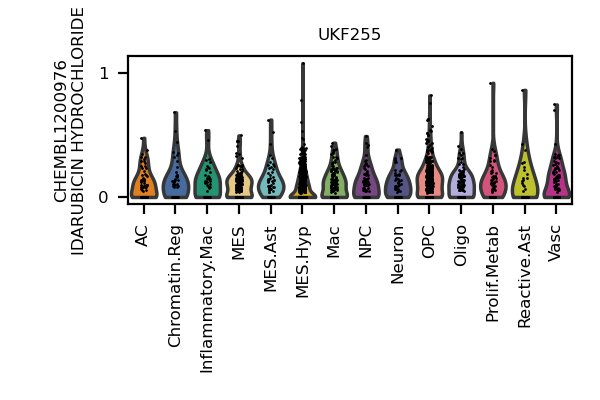 UKF255
CHEMBL1200976
IDARUBICIN HYDROCHLORIDE
1
0
AC
Chromatin.Reg
Inflammatory.Mac
MES
MES.Ast
MES.Hyp
Mac
NPC
Neuron
OPC
Oligo
Prolif.Metab
Reactive.Ast
Vasc